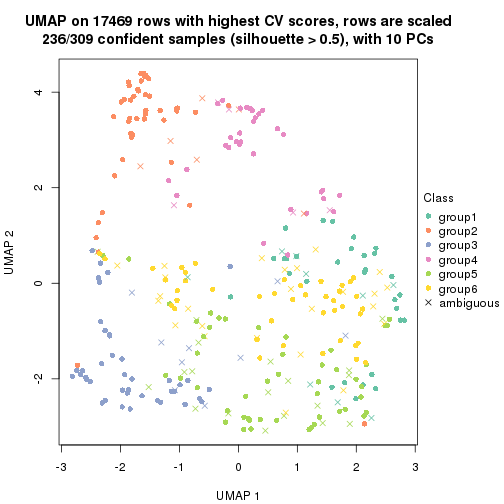 UMAP on 17469 rows with highest CV scores, rows are scaled
236/309 confident samples (silhouette > 0.5), with 10 PCs
4
2
0
-2
UMAP 2
-3
-2
-1
0
1
2
3
UMAP 1
Class
group1
group2
group3
group4
group5
group6
ambiguous